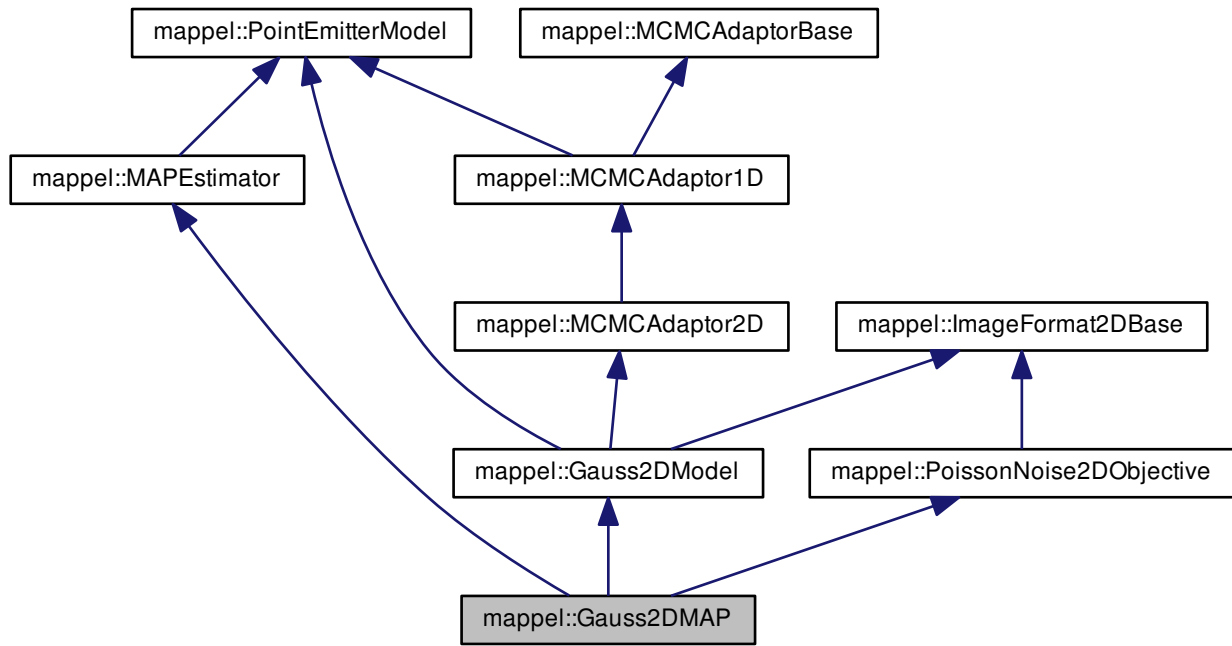 mappel::PointEmitterModel
mappel::MCMCAdaptorBase
mappel::MAPEstimator
mappel::MCMCAdaptor1D
mappel::MCMCAdaptor2D
mappel::ImageFormat2DBase
mappel::Gauss2DModel
mappel::PoissonNoise2DObjective
mappel::Gauss2DMAP